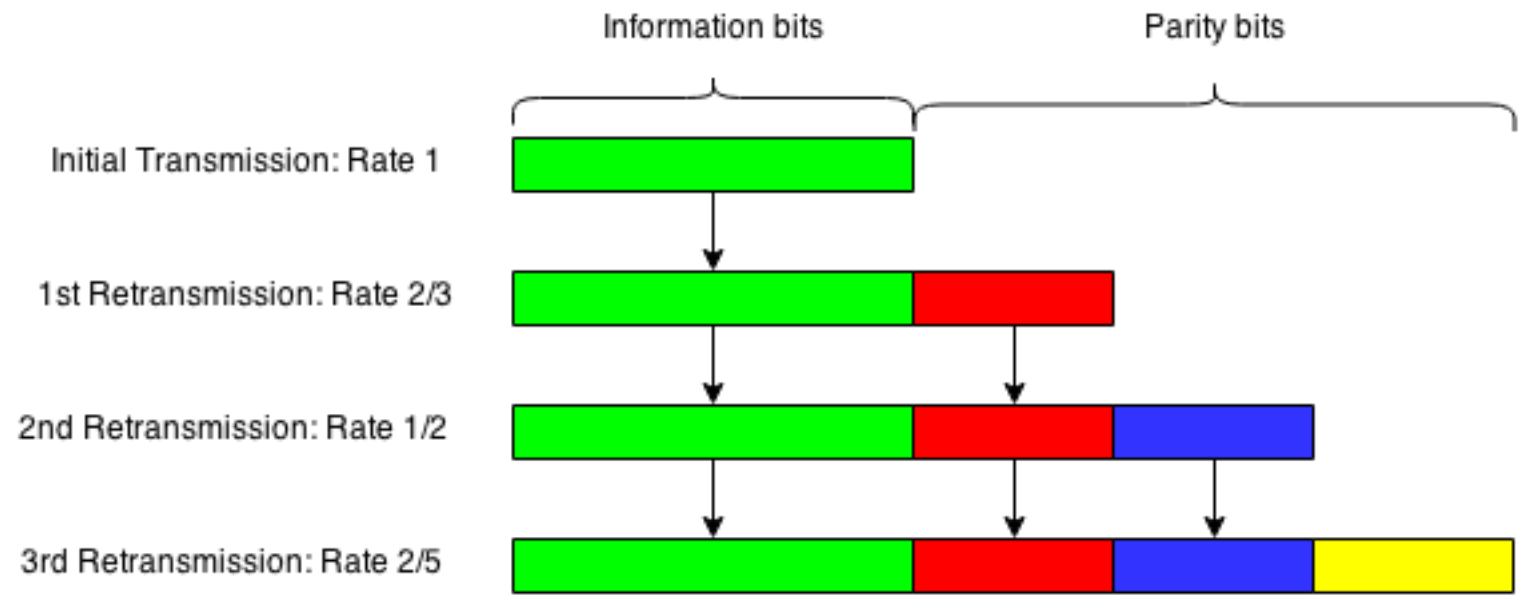 Information bits
Parity bits
Initial Transmission: Rate 1
1st Retransmission: Rate 2/3
2nd Retransmission: Rate 1/2
3rd Retransmission: Rate 2/5